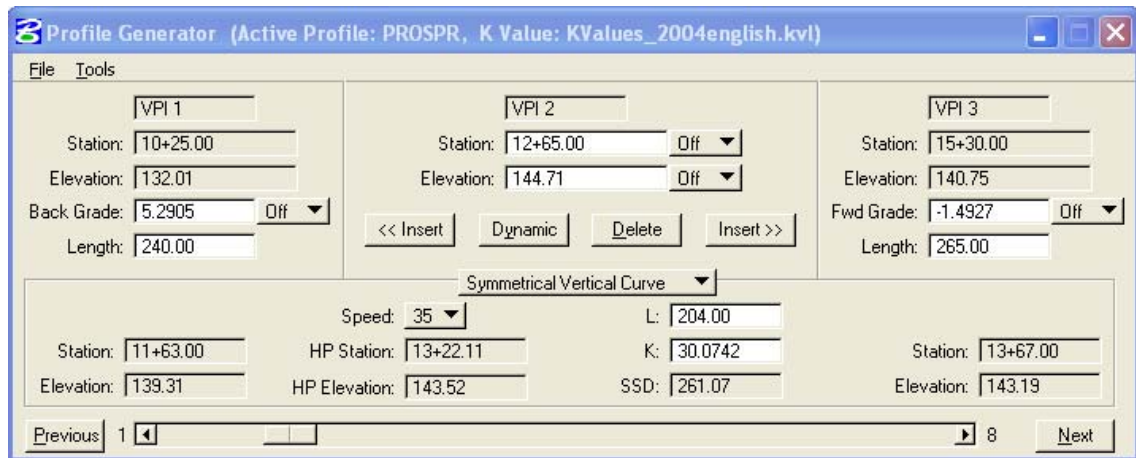 Profile Generator (Active Profile: PROSPR, K Value: KValues_2004english.kvl)
File Tools
VPI 1 VPI 2 VPI 3
Station: 10+25.00 Station: 12+65.00 Off Station: 15+30.00
Elevation: 132.01 Elevation: 144.71 Off Elevation: 140.75
Back Grade: 5.2905 Off Fwd Grade: -1.4927 Off
<< Insert Dynamic Delete Insert >>
Length: 240.00 Length: 265.00
Symmetrical Vertical Curve
Speed: 35 L: 204.00
Station: 11+63.00 HP Station: 13+22.11 K: 30.0742 Station: 13+67.00
Elevation: 139.31 HP Elevation: 143.52 SSD: 261.07 Elevation: 143.19
Previous 1 8 Next